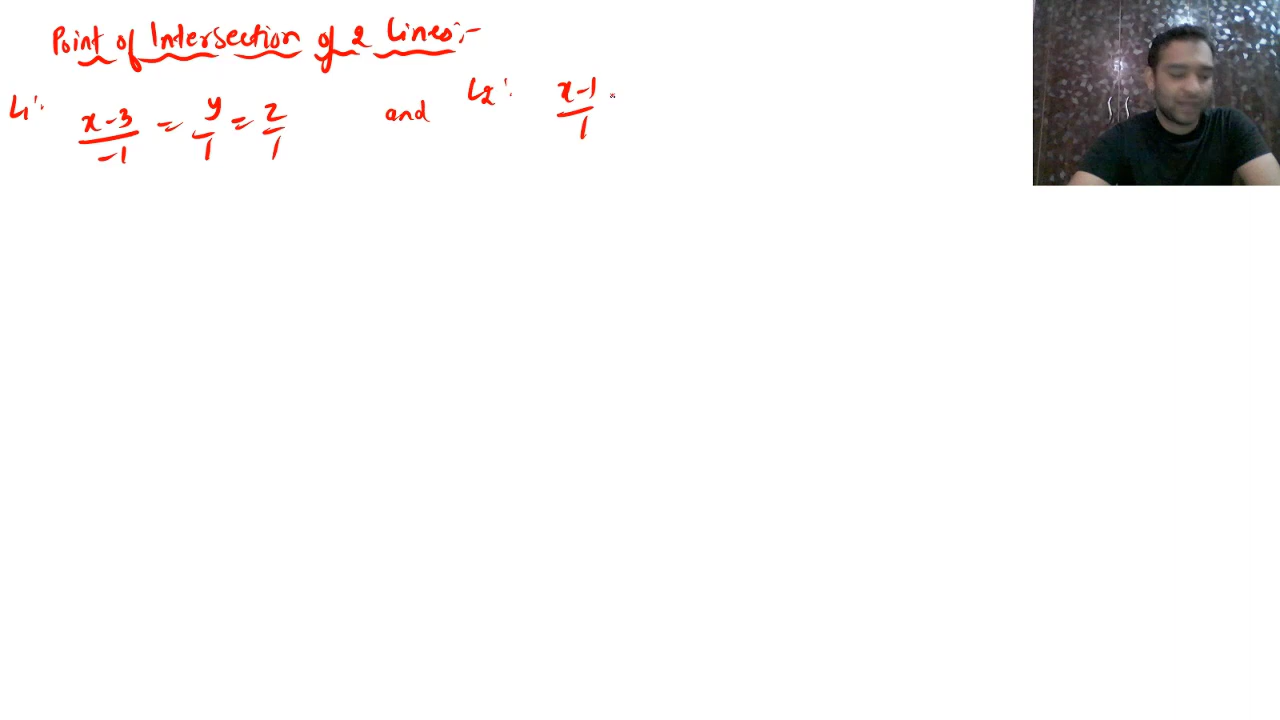 Point of Intersection of 2 Lines:-
L1: x-3/-1 = y/1 = z/1 and L2: x-1/1